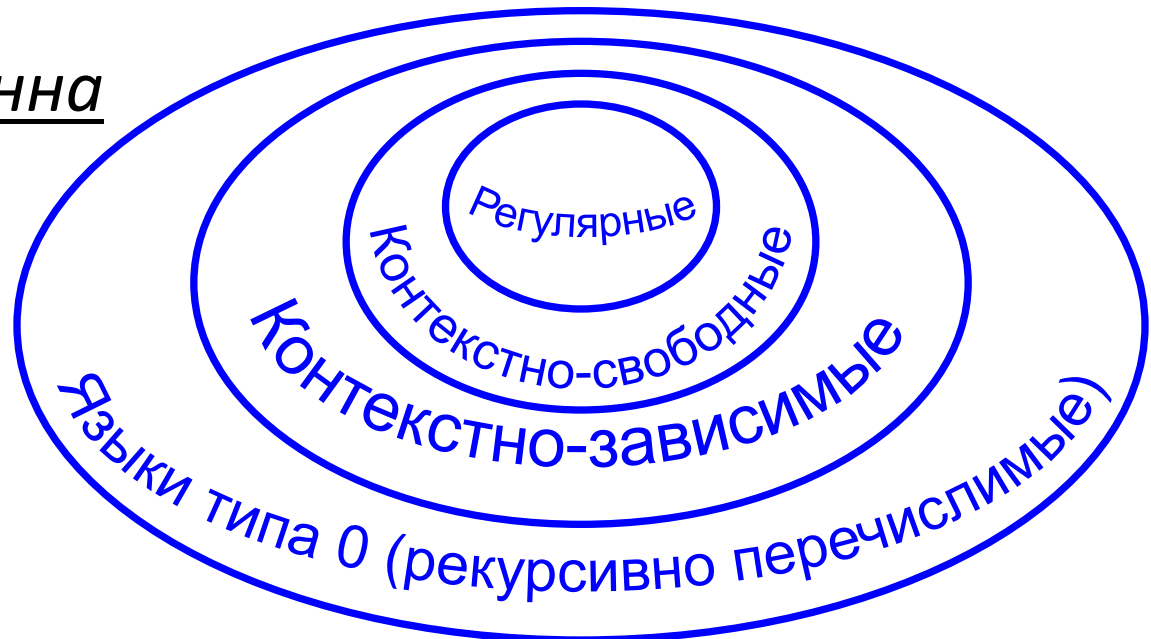 нна
Регулярные
Контекстно-свободные
Контекстно-зависимые
Языки типа 0 (рекурсивно перечислимые)